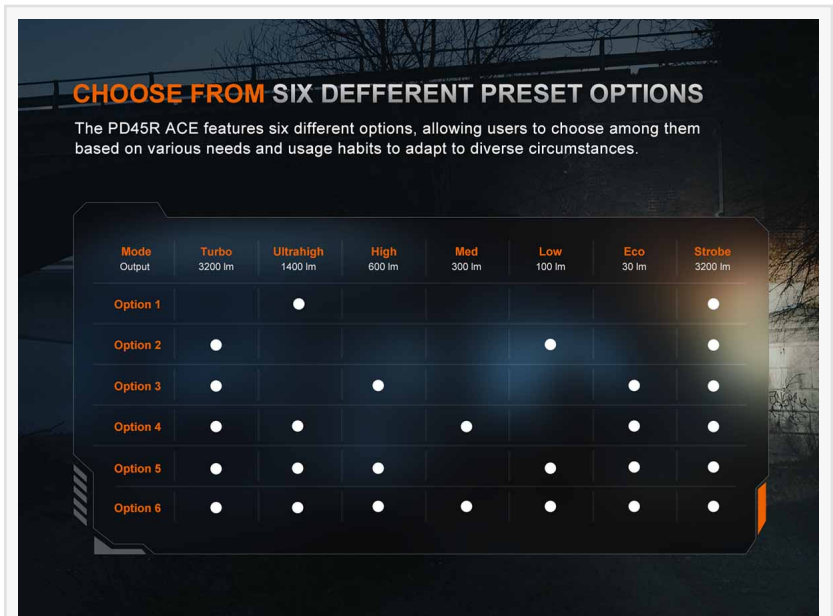 CHOOSE FROM SIX DEFFERENT PRESET OPTIONS
The PD45R ACE features six different options, allowing users to choose among them
based on various needs and usage habits to adapt to diverse circumstances.
Mode Turbo Ultrahigh High Med Low Eco Strobe
Output 3200 lm 1400 lm 600 lm 300 lm 100 lm 30 lm 3200 lm
Option 1
Option 2
Option 3
Option 4
Option 5
Option 6